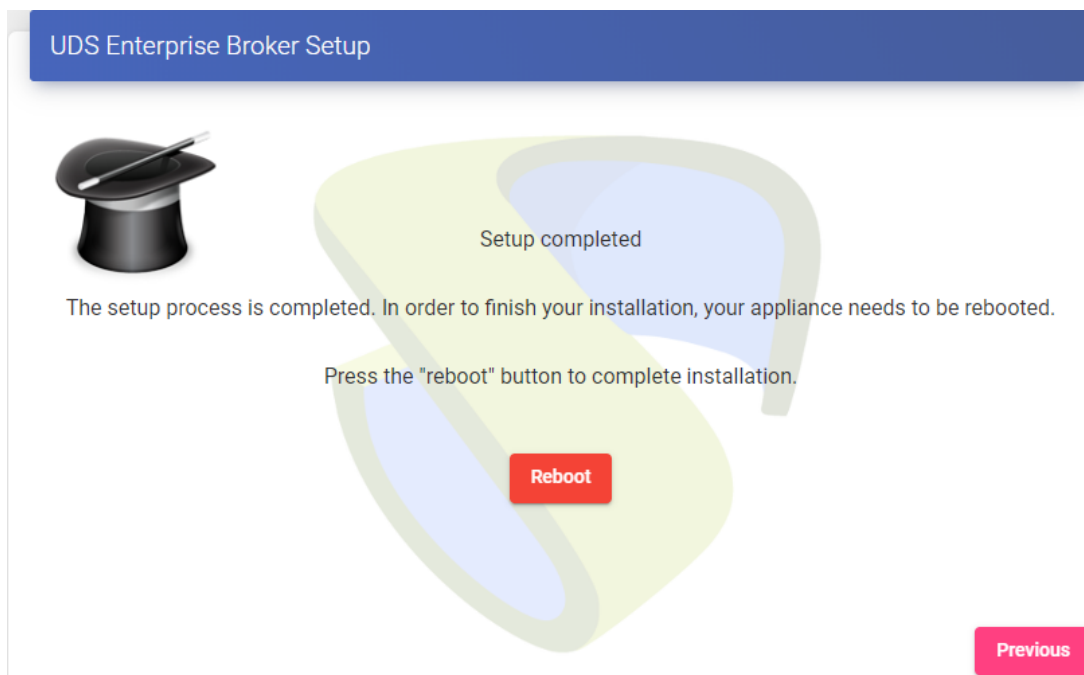 UDS Enterprise Broker Setup
Setup completed
The setup process is completed. In order to finish your installation, your appliance needs to be rebooted.
Press the "reboot" button to complete installation.
Reboot
Previous